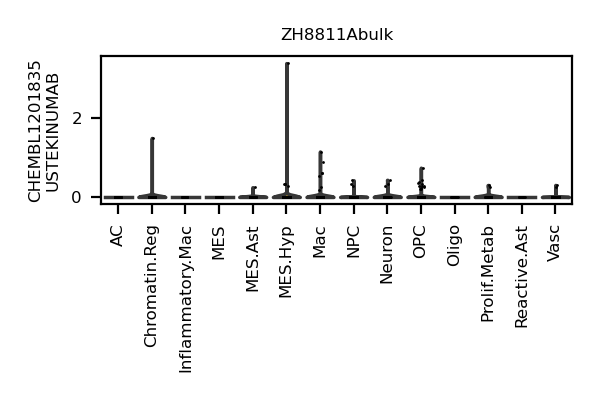 ZH8811Abulk
CHEMBL1201835
USTEKINUMAB
2
0
AC
Chromatin.Reg
Inflammatory.Mac
MES
MES.Ast
MES.Hyp
Mac
NPC
Neuron
OPC
Oligo
Prolif.Metab
Reactive.Ast
Vasc